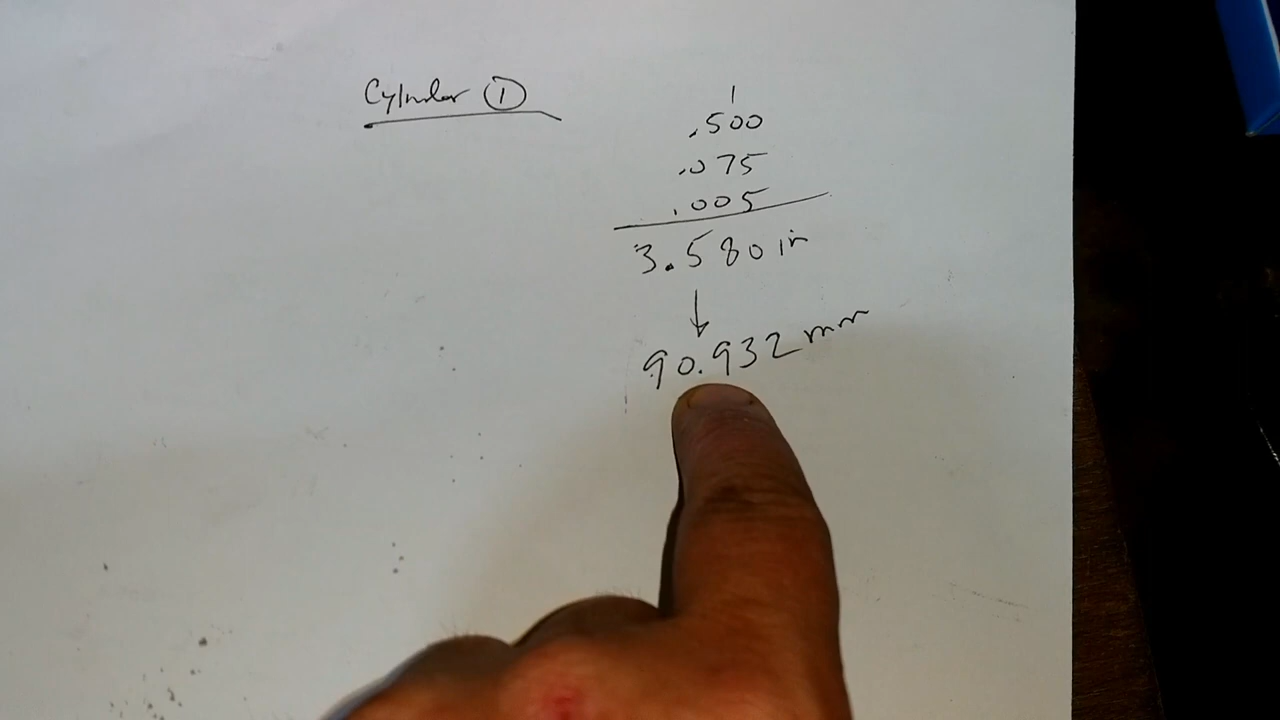 Cylinder ①
1
.500
.075
.005
3.580 in
↓
90.932 mm